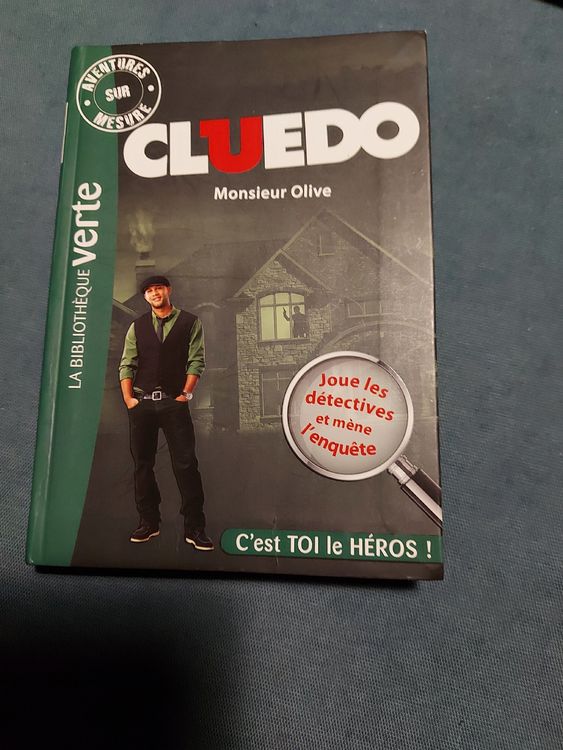 AVENTURES
SUR
MESURE
CLUEDO
Monsieur Olive
LA BIBLIOTHÈQUE verte
Joue les
détectives
et mène
l'enquête
C'est TOI le HÉROS !